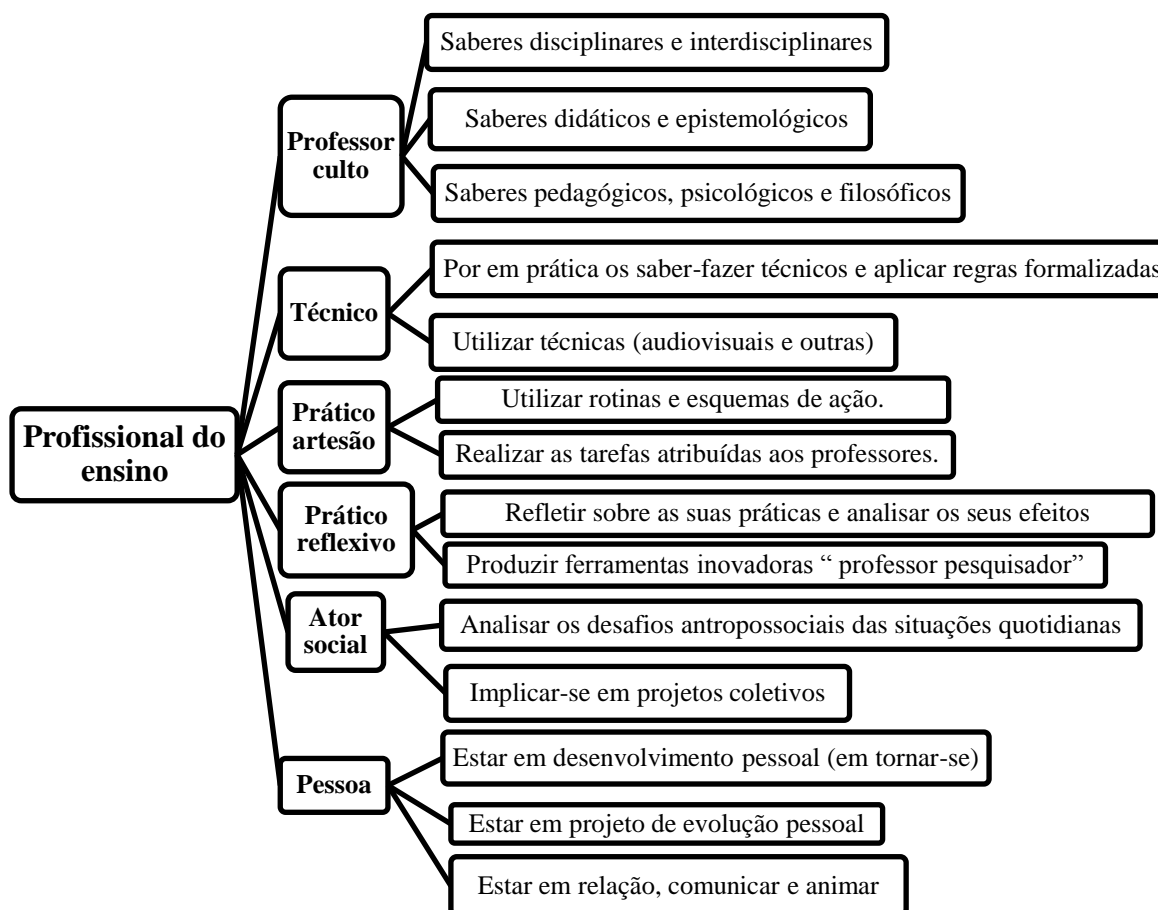 Profissional do
ensino
Professor
culto
Saberes disciplinares e interdisciplinares
Saberes didáticos e epistemológicos
Saberes pedagógicos, psicológicos e filosóficos
Técnico
Por em prática os saber-fazer técnicos e aplicar regras formalizadas
Utilizar técnicas (audiovisuais e outras)
Prático
artesão
Utilizar rotinas e esquemas de ação.
Realizar as tarefas atribuídas aos professores.
Prático
reflexivo
Refletir sobre as suas práticas e analisar os seus efeitos
Produzir ferramentas inovadoras “ professor pesquisador”
Ator
social
Analisar os desafios antropossociais das situações quotidianas
Implicar-se em projetos coletivos
Pessoa
Estar em desenvolvimento pessoal (em tornar-se)
Estar em projeto de evolução pessoal
Estar em relação, comunicar e animar